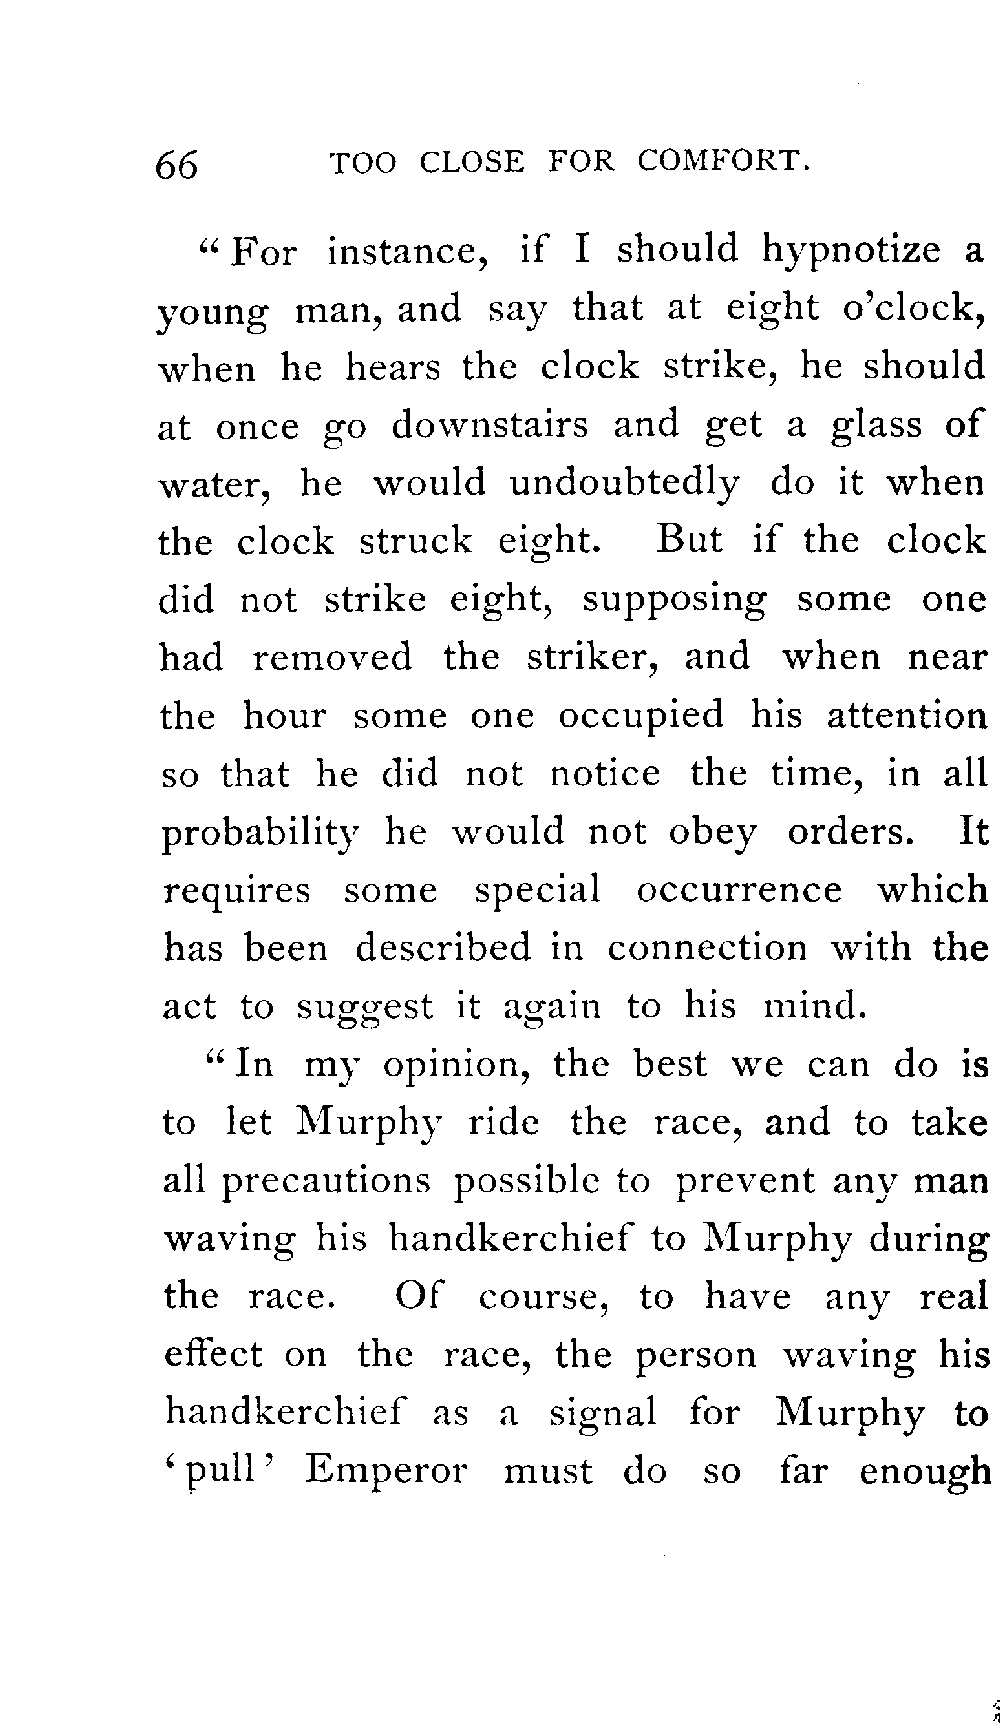 66 TOO CLOSE FOR COMFORT.
“ For instance, if I should hypnotize a
young man, and say that at eight o’clock,
when he hears the clock strike, he should
at once go downstairs and get a glass of
water, he would undoubtedly do it when
the clock struck eight. But if the clock
did not strike eight, supposing some one
had removed the striker, and when near
the hour some one occupied his attention
so that he did not notice the time, in all
probability he would not obey orders. It
requires some special occurrence which
has been described in connection with the
act to suggest it again to his mind.
“ In my opinion, the best we can do is
to let Murphy ride the race, and to take
all precautions possible to prevent any man
waving his handkerchief to Murphy during
the race. Of course, to have any real
effect on the race, the person waving his
handkerchief as a signal for Murphy to
‘ pull ’ Emperor must do so far enough